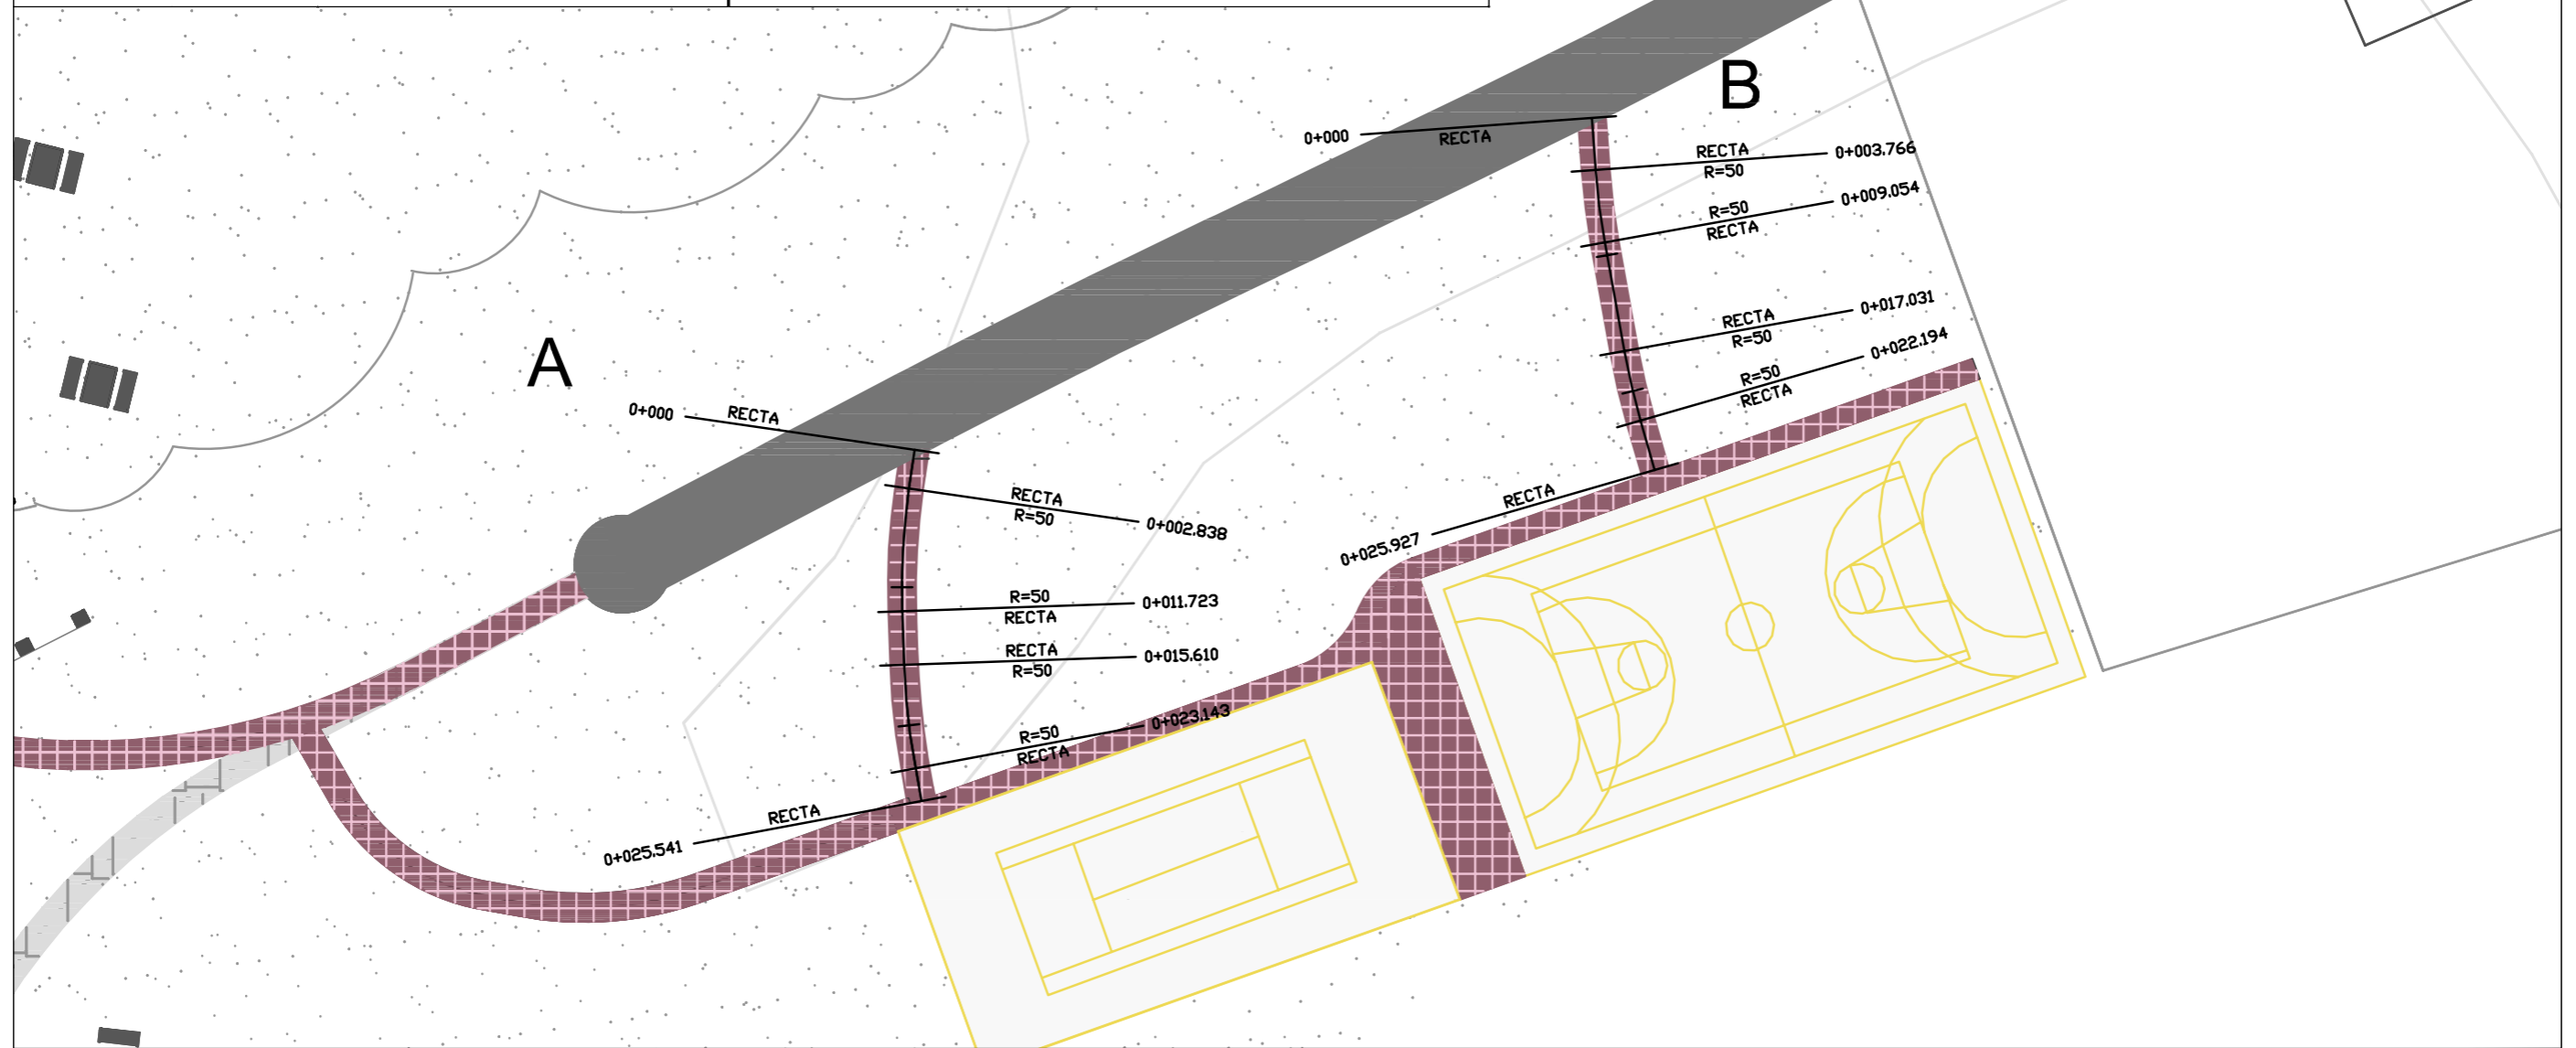 B
0+000
RECTA
RECTA
R=50
0+003.766
R=50
RECTA
0+009.054
RECTA
R=50
0+017.031
R=50
RECTA
0+022.194
RECTA
0+025.927
A
0+000
RECTA
RECTA
R=50
0+002.838
R=50
RECTA
0+011.723
RECTA
R=50
0+015.610
R=50
RECTA
0+023.143
RECTA
0+025.541